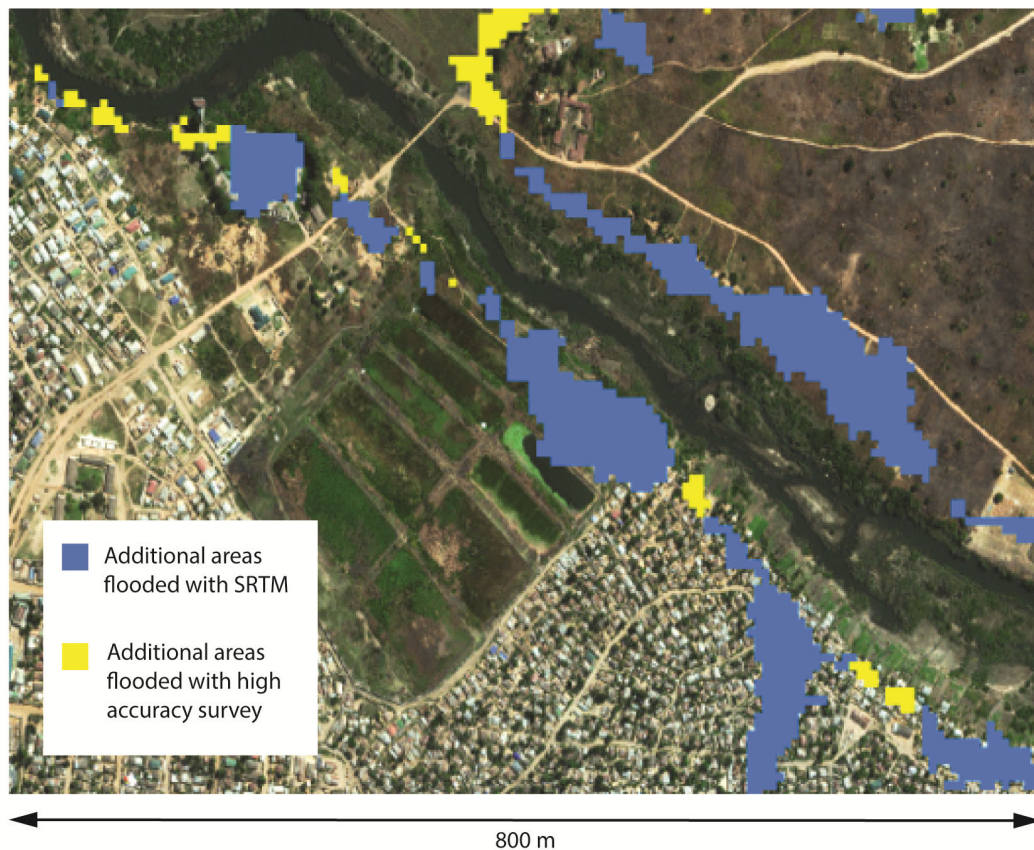 Additional areas
flooded with SRTM
Additional areas
flooded with high
accuracy survey
800 m